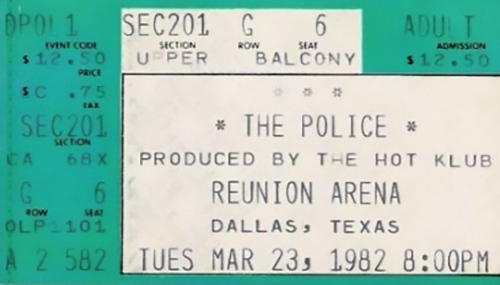 DPOL 1 SEC201 G 6 ADULT
EVENT CODE SECTION ROW SEAT ADMISSION
$ 12.50 UPPER BALCONY $ 12.50
PRICE
$C .75 * * *
TAX
SEC201 * THE POLICE *
SECTION
CA 68X PRODUCED BY THE HOT KLUB
G 6 REUNION ARENA
ROW SEAT
OLP1101 DALLAS, TEXAS
A 2 582 TUES MAR 23, 1982 8:00PM